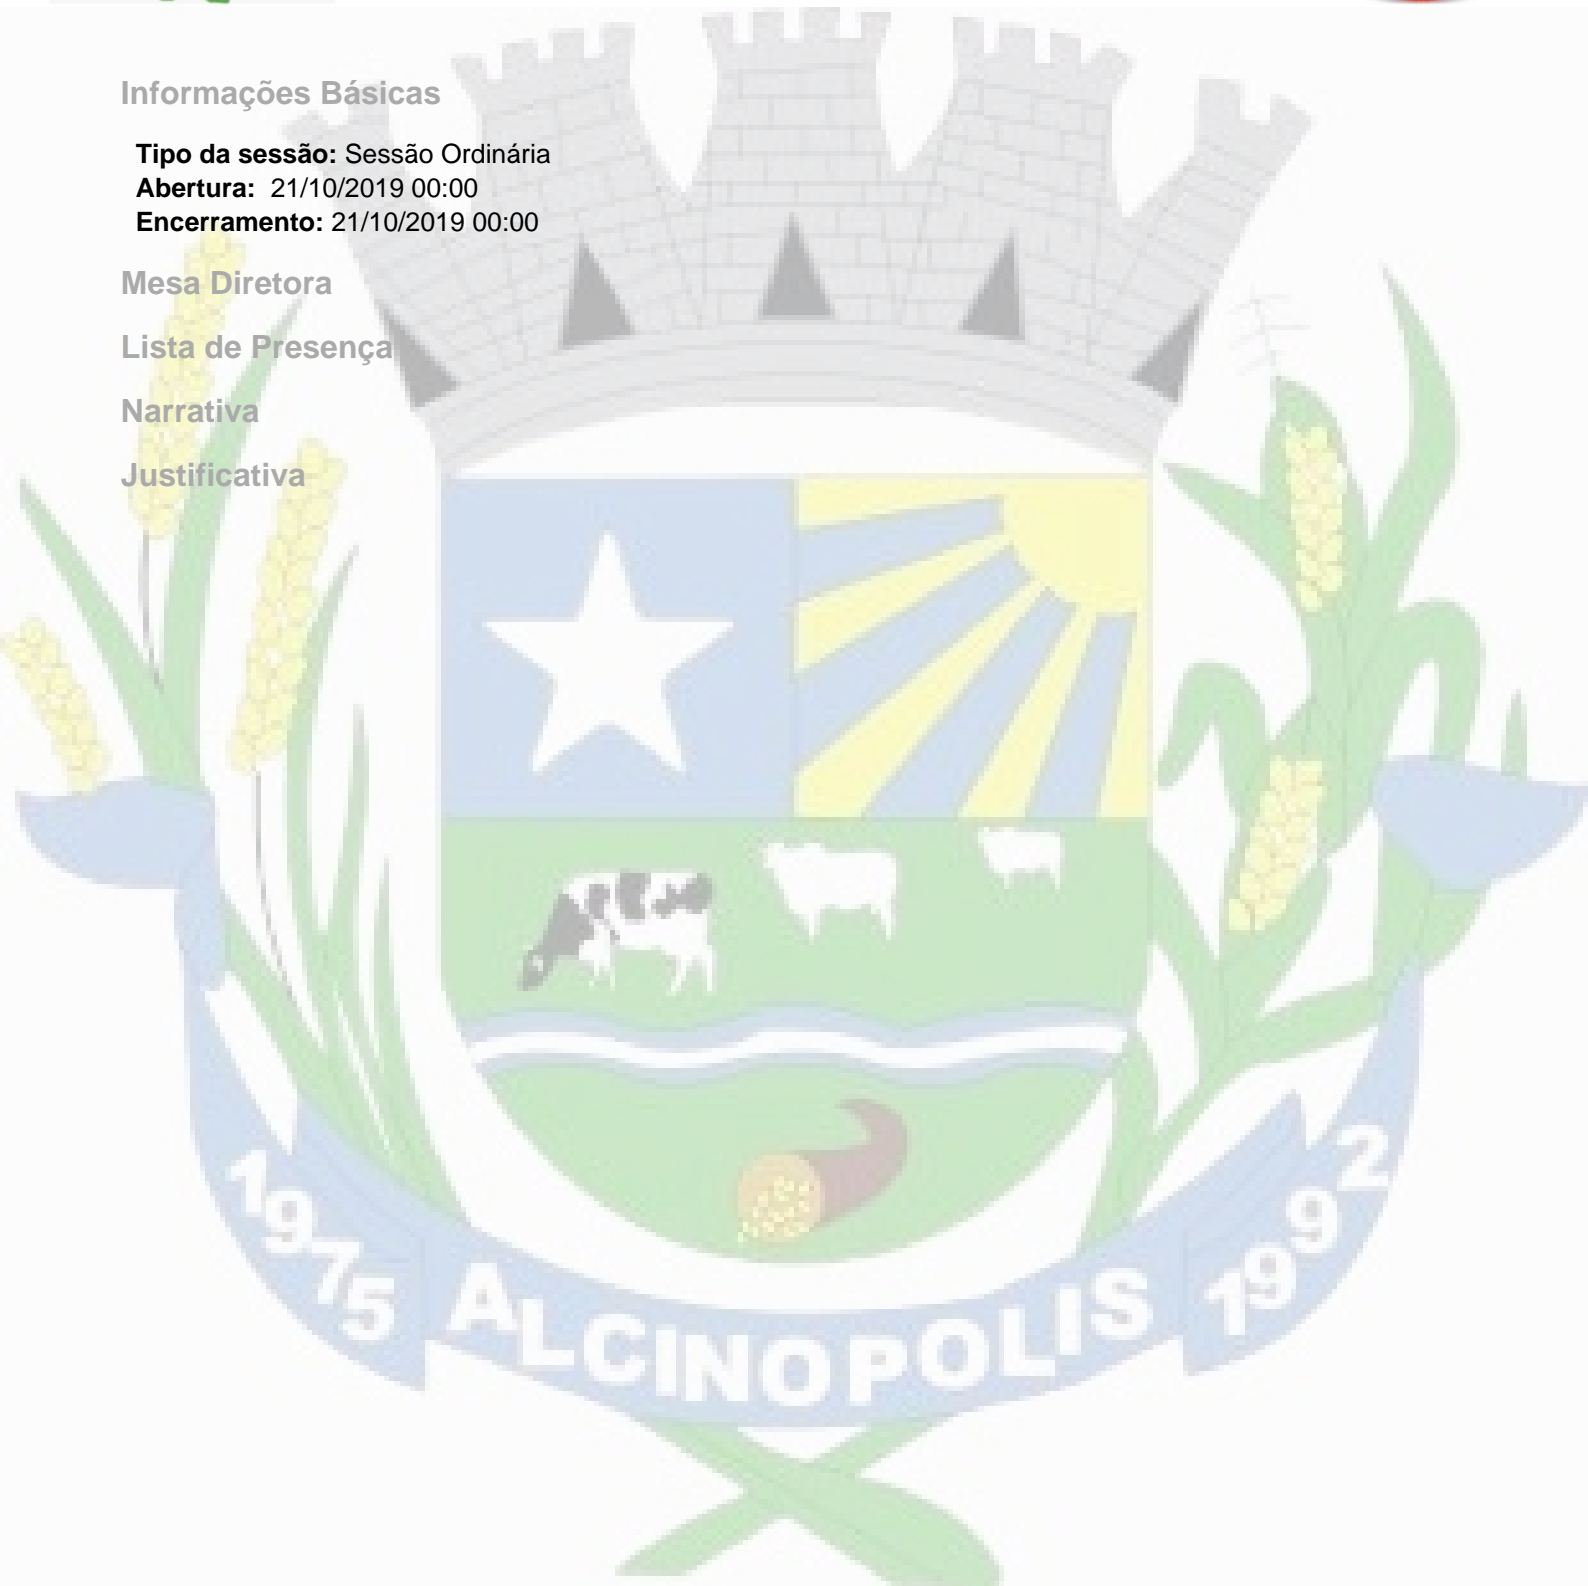 Informações Básicas
Tipo da sessão: Sessão Ordinária
Abertura: 21/10/2019 00:00
Encerramento: 21/10/2019 00:00
Mesa Diretora
Lista de Presença
Narrativa
Justificativa
1975 ALCINOPOLIS 1992